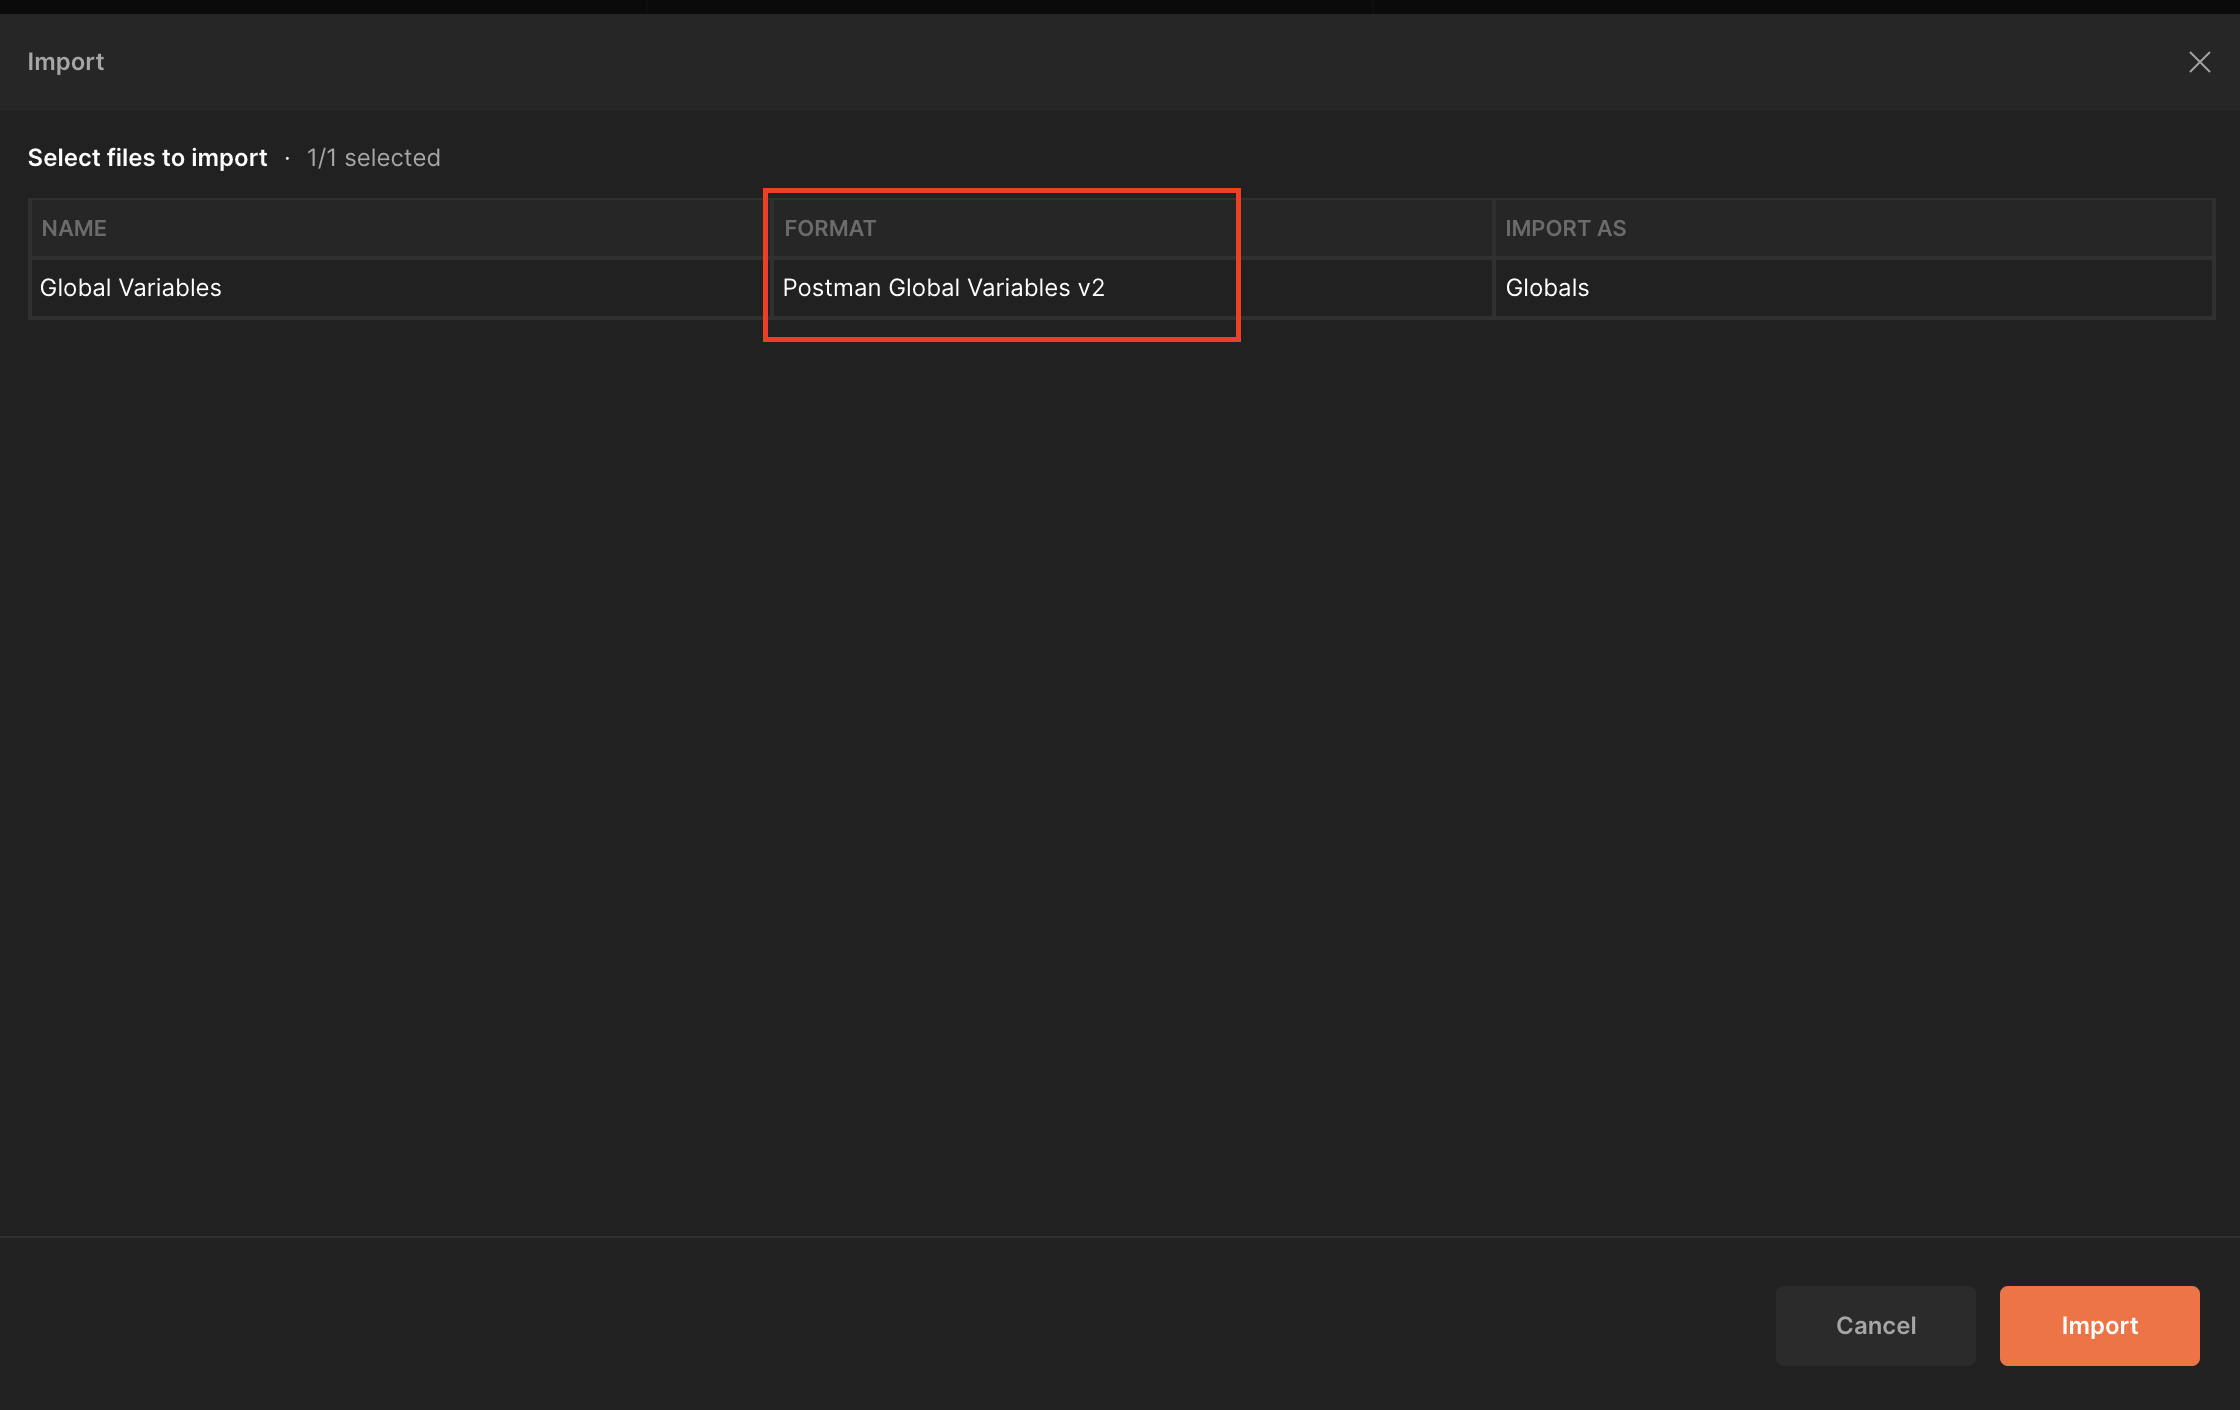 Import
Select files to import · 1/1 selected
NAME FORMAT IMPORT AS
Global Variables Postman Global Variables v2 Globals
Cancel Import